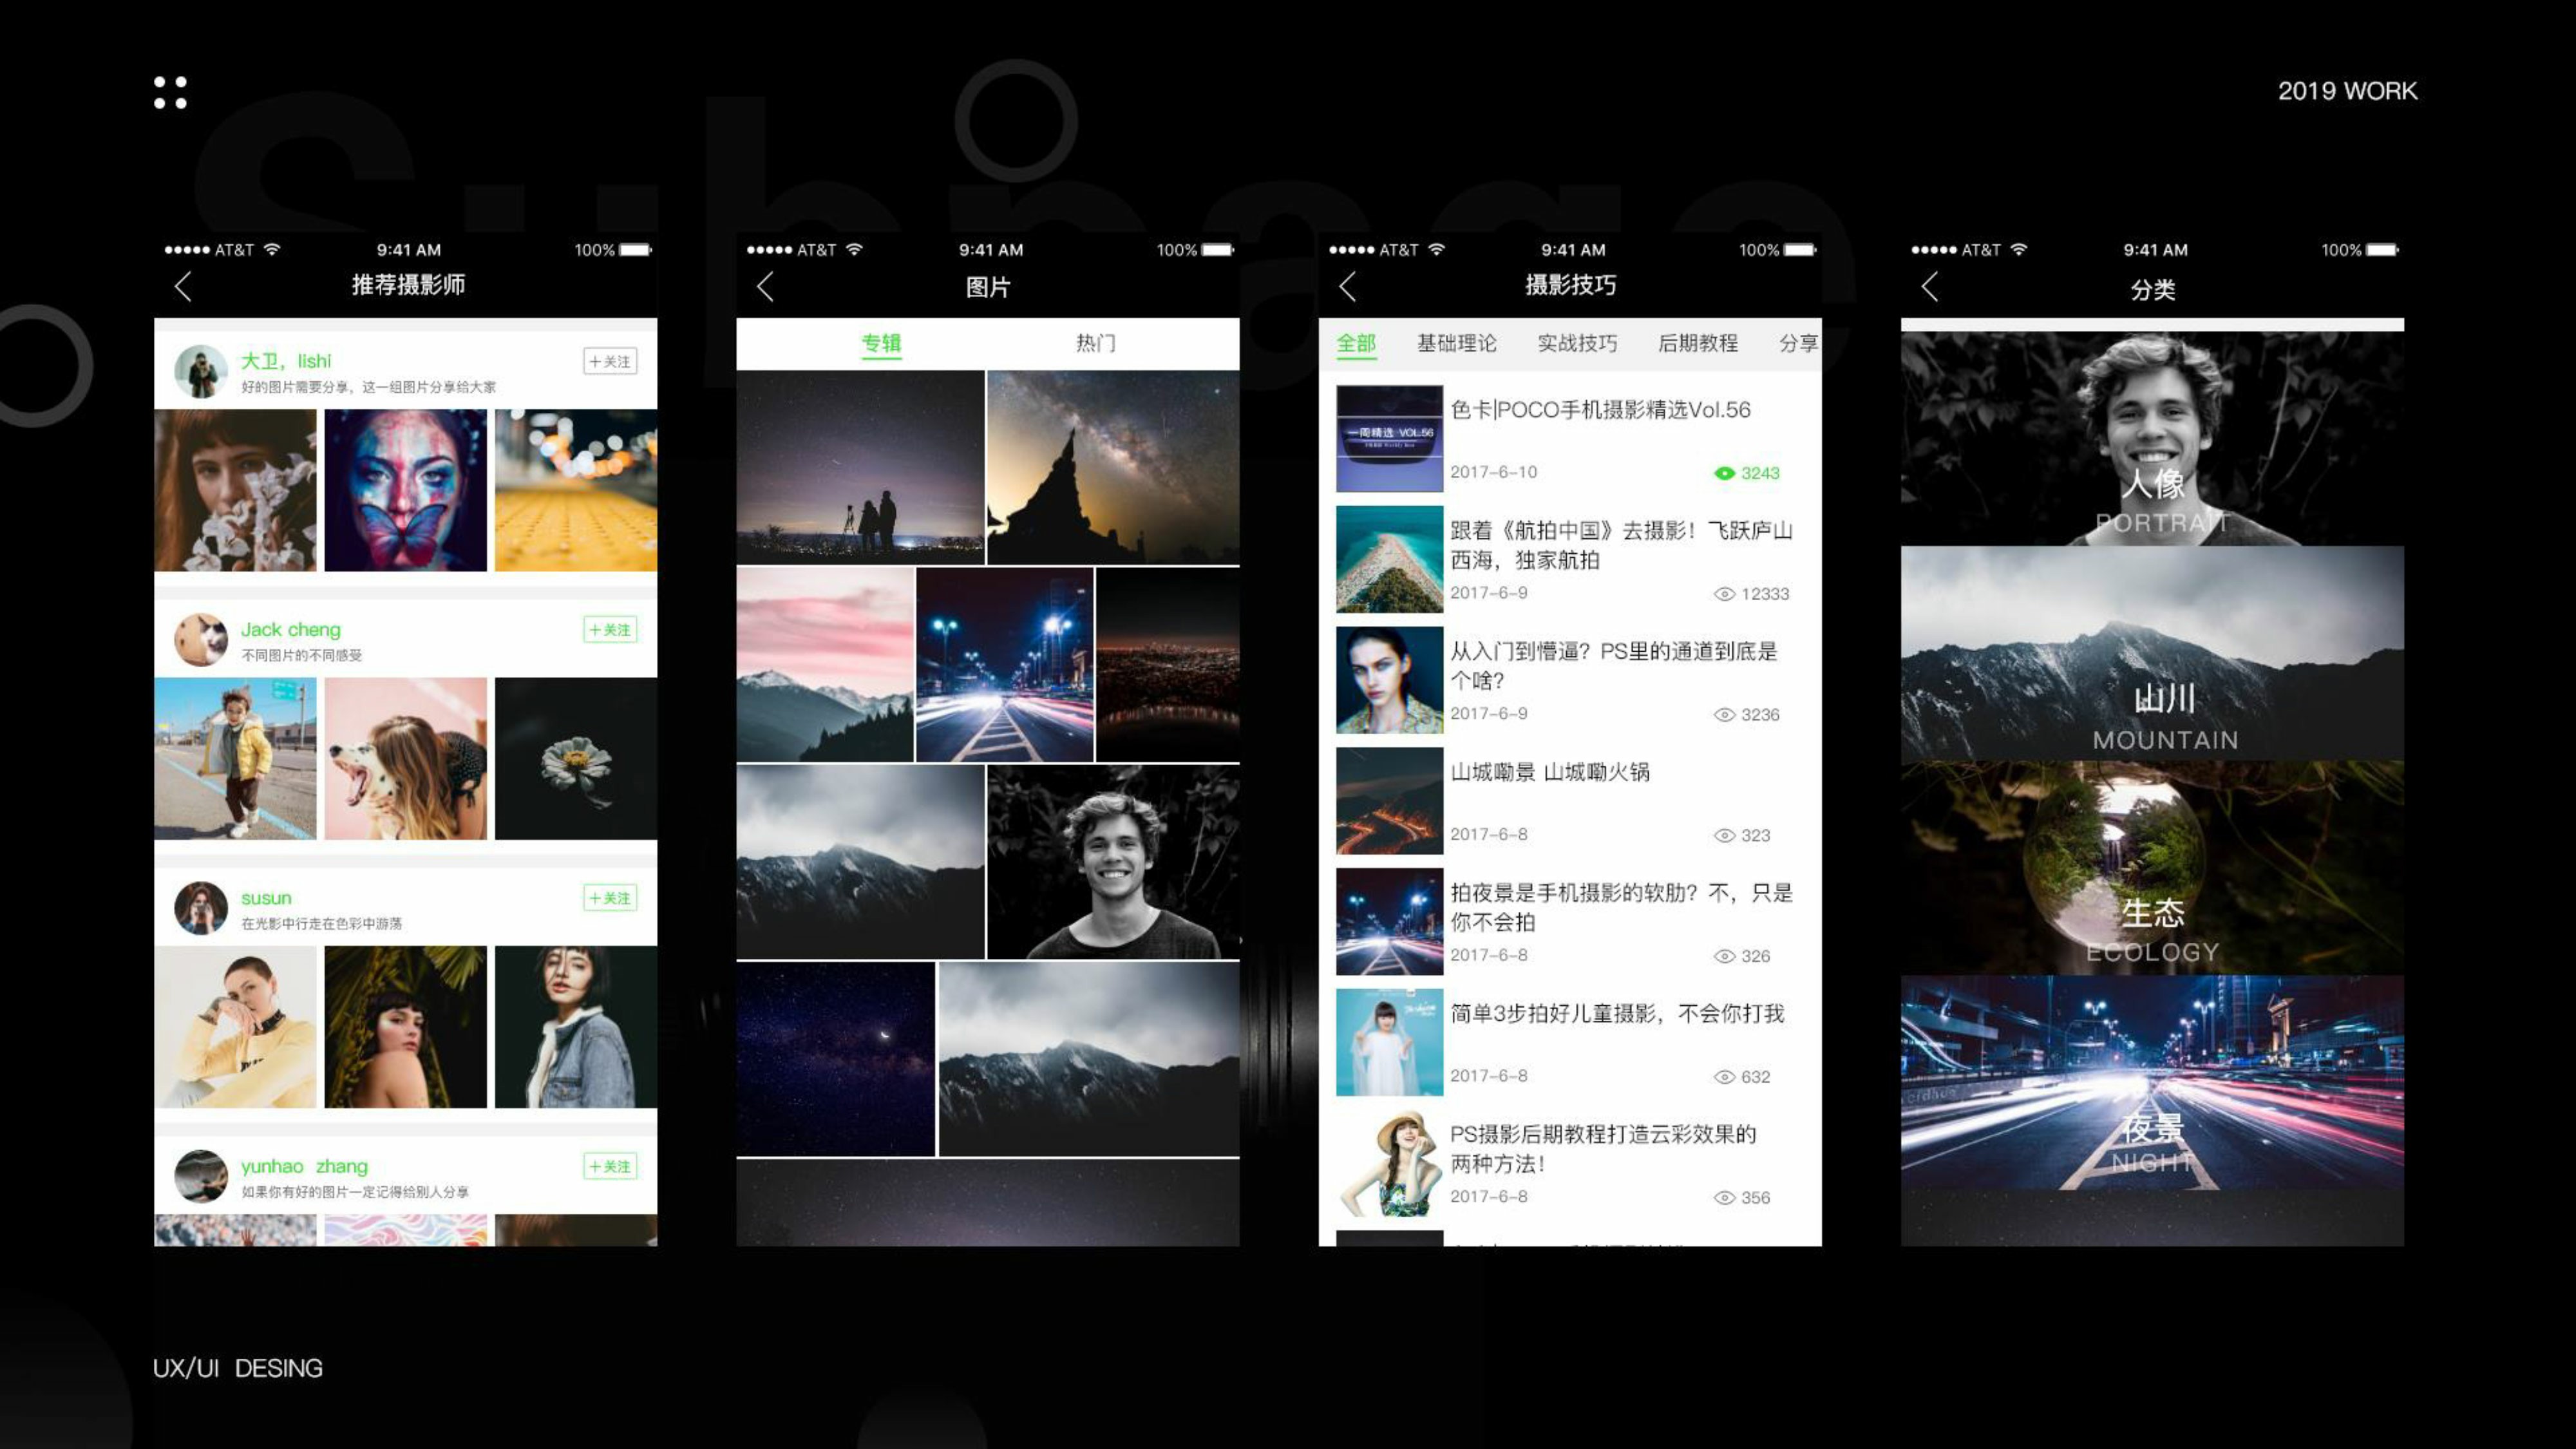 2019 WORK
Subpage
AT&T 9:41 AM 100%
推荐摄影师
大卫，lishi
+关注
好的图片需要分享，这一组图片分享给大家
Jack cheng
+关注
不同图片的不同感受
susun
+关注
在光影中行走在色彩中游荡
yunhao zhang
+关注
如果你有好的图片一定记得给别人分享
AT&T 9:41 AM 100%
图片
专辑 热门
AT&T 9:41 AM 100%
摄影技巧
全部 基础理论 实战技巧 后期教程 分享
一周精选 VOL.56
色卡|POCO手机摄影精选Vol.56
2017-6-10 3243
跟着《航拍中国》去摄影！飞跃庐山
西海，独家航拍
2017-6-9 12333
从入门到懵逼？PS里的通道到底是
个啥？
2017-6-9 3236
山城嘞景 山城嘞火锅
2017-6-8 323
拍夜景是手机摄影的软肋？不，只是
你不会拍
2017-6-8 326
简单3步拍好儿童摄影，不会你打我
2017-6-8 632
PS摄影后期教程打造云彩效果的
两种方法！
2017-6-8 356
AT&T 9:41 AM 100%
分类
人像
PORTRAIT
山川
MOUNTAIN
生态
ECOLOGY
夜景
NIGHT
UX/UI DESING